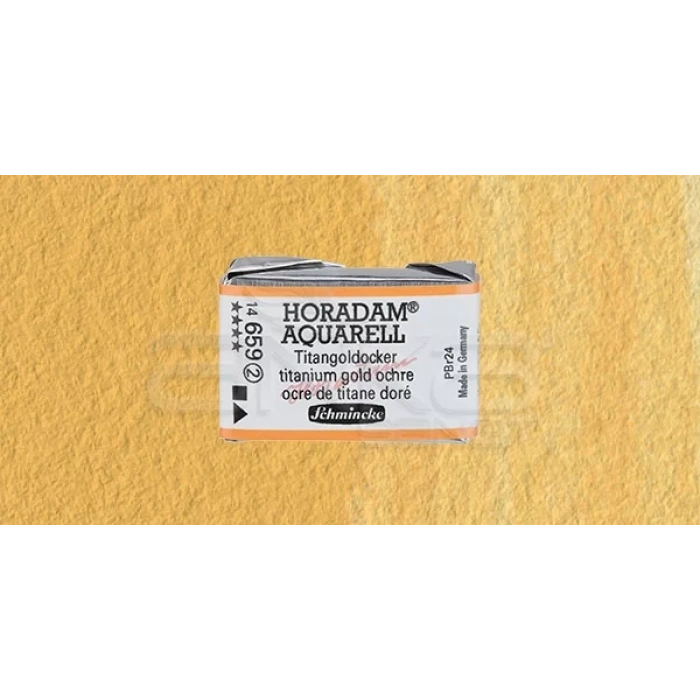 HORADAM®
AQUARELL
Titangoldocker
titanium gold ochre
ocre de titane doré
Schmincke
14 659 2
★★★★
PBr24
Made in Germany